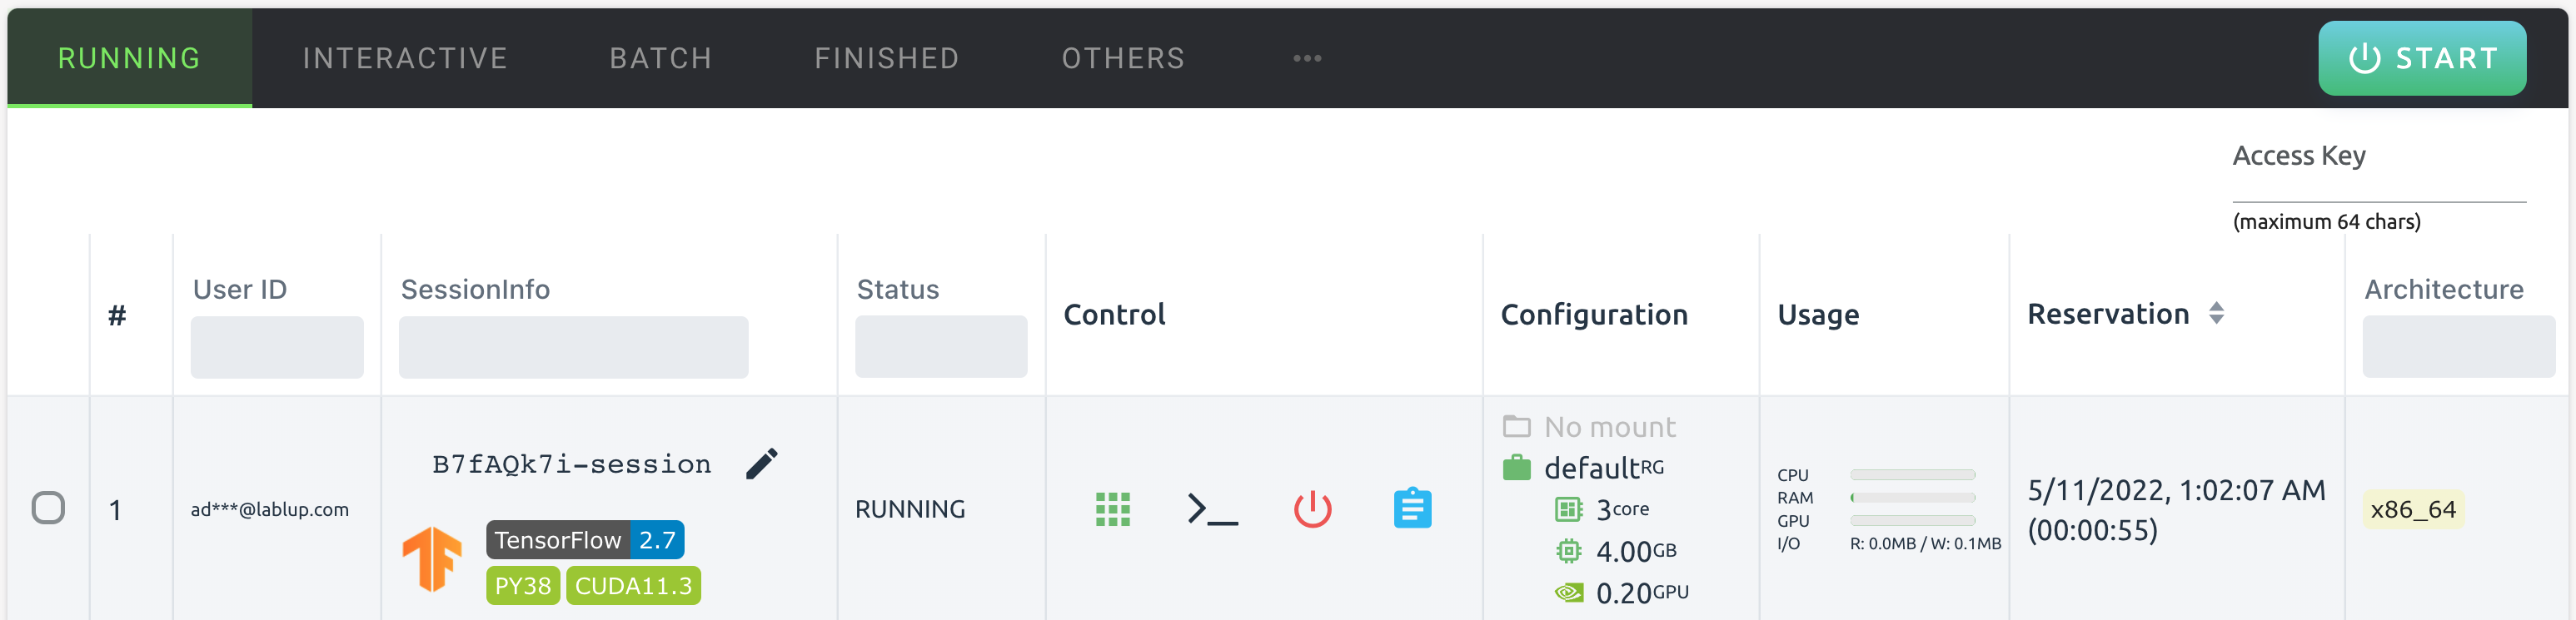 RUNNING INTERACTIVE BATCH FINISHED OTHERS ••• START
Access Key
(maximum 64 chars)
# User ID SessionInfo Status Control Configuration Usage Reservation Architecture
1 ad***@lablup.com
B7fAQk7i-session
TensorFlow 2.7
PY38 CUDA11.3
RUNNING
>_
No mount
defaultRG
3core
4.00GB
0.20GPU
CPU
RAM
GPU
I/O R: 0.0MB / W: 0.1MB
5/11/2022, 1:02:07 AM
(00:00:55)
x86_64